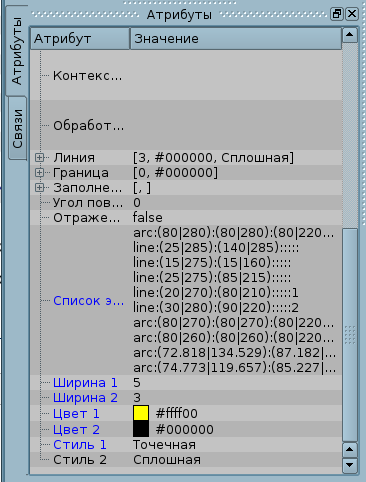 Атрибуты
Атрибуты
Связи
Атрибут Значение
Контекс...
Обработ...
Линия [3, #000000, Сплошная]
Граница [0, #000000]
Заполне... [, ]
Угол пов... 0
Отраже... false
Список э...
arc:(80|280):(80|280):(80|220...
line:(25|285):(140|285):::::
line:(15|275):(15|160):::::
line:(25|275):(85|215):::::
line:(20|270):(80|210):::::1
line:(30|280):(90|220):::::2
arc:(80|270):(80|270):(80|220...
arc:(80|260):(80|260):(80|220...
arc:(72.818|134.529):(87.182|...
arc:(74.773|119.657):(85.227|...
Ширина 1 5
Ширина 2 3
Цвет 1 #ffff00
Цвет 2 #000000
Стиль 1 Точечная
Стиль 2 Сплошная